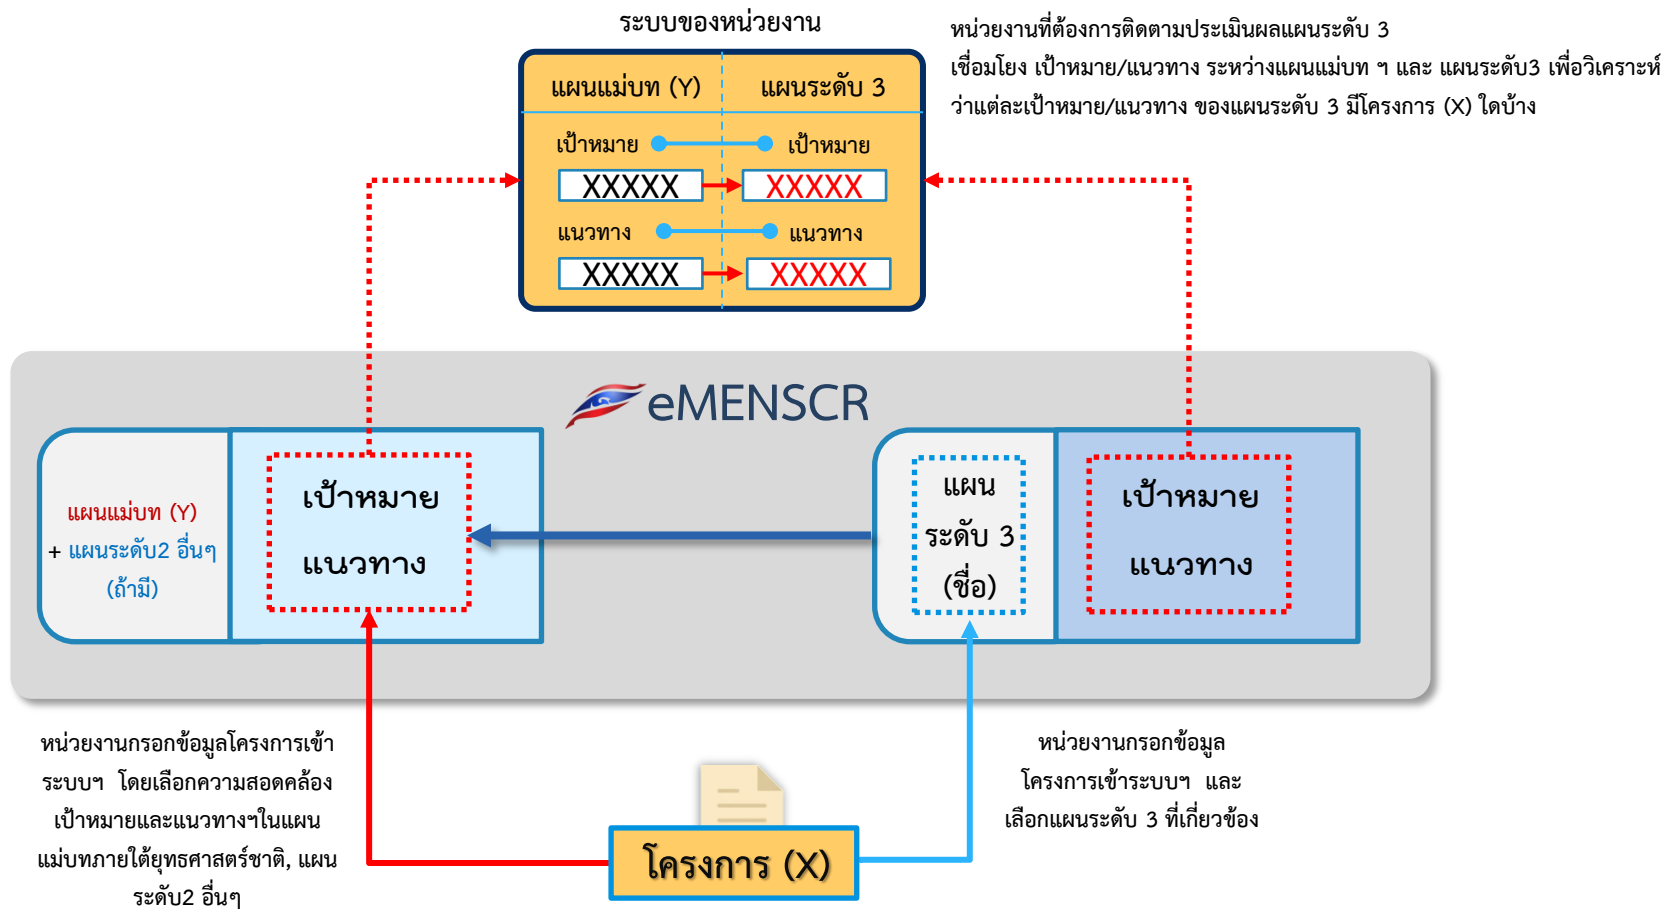 ระบบของหน่วยงาน
หน่วยงานที่ต้องการติดตามประเมินผลแผนระดับ 3
เชื่อมโยง เป้าหมาย/แนวทาง ระหว่างแผนแม่บท ฯ และ แผนระดับ3 เพื่อวิเคราะห์
ว่าแต่ละเป้าหมาย/แนวทาง ของแผนระดับ 3 มีโครงการ (X) ใดบ้าง
แผนแม่บท (Y)
แผนระดับ 3
เป้าหมาย
เป้าหมาย
XXXXX
XXXXX
แนวทาง
แนวทาง
XXXXX
XXXXX
eMENSCR
แผนแม่บท (Y)
+ แผนระดับ2 อื่นๆ
(ถ้ามี)
เป้าหมาย
แนวทาง
แผน
ระดับ 3
(ชื่อ)
เป้าหมาย
แนวทาง
หน่วยงานกรอกข้อมูลโครงการเข้า
ระบบฯ โดยเลือกความสอดคล้อง
เป้าหมายและแนวทางฯในแผน
แม่บทภายใต้ยุทธศาสตร์ชาติ, แผน
ระดับ2 อื่นๆ
โครงการ (X)
หน่วยงานกรอกข้อมูล
โครงการเข้าระบบฯ และ
เลือกแผนระดับ 3 ที่เกี่ยวข้อง